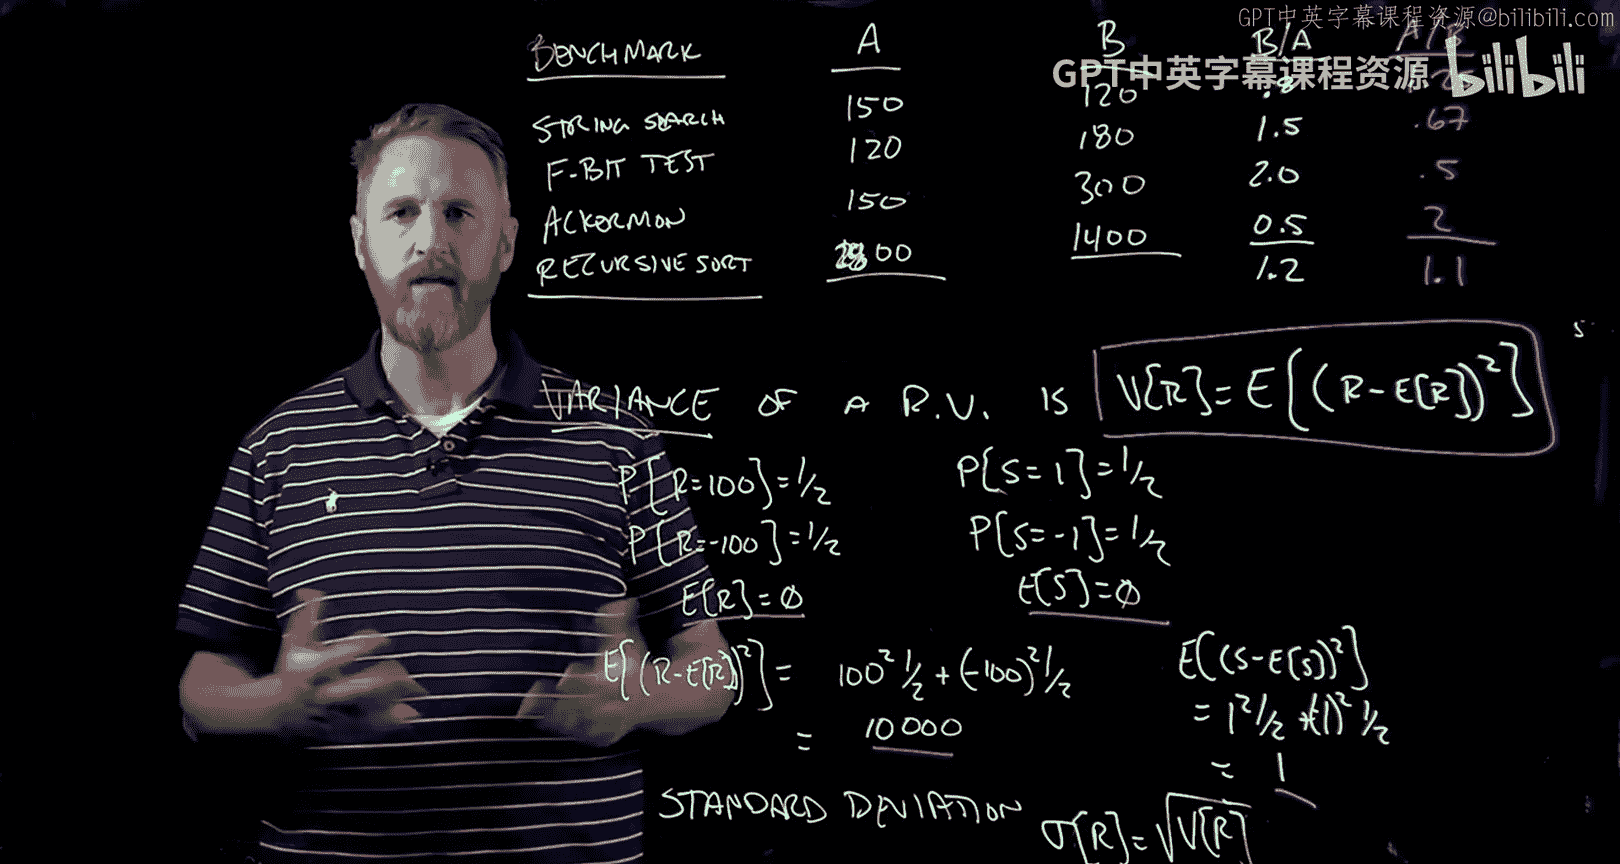 GPT中英字幕课程资源@bilibili.com
GPT中英字幕课程资源 bilibili
BENCHMARK A B B/A A/B
STRING SEARCH 150 120 .8
F-BIT TEST 120 180 1.5 .67
ACKERMON 150 300 2.0 .5
RECURSIVE SORT 00 1400 0.5 2
1.2 1.1
VARIANCE OF A R.V. IS V[R]=E[(R-E[R])²]
P[R=100]=1/2 P[S=1]=1/2
P[R=-100]=1/2 P[S=-1]=1/2
E[R]=0 E[S]=0
E[(R-E[R])²]= 100² 1/2 + (-100)² 1/2 E[(S-E[S])²]
= 10000 = 1² 1/2 + (-1)² 1/2
= 1
STANDARD DEVIATION σ[R]=√V[R]